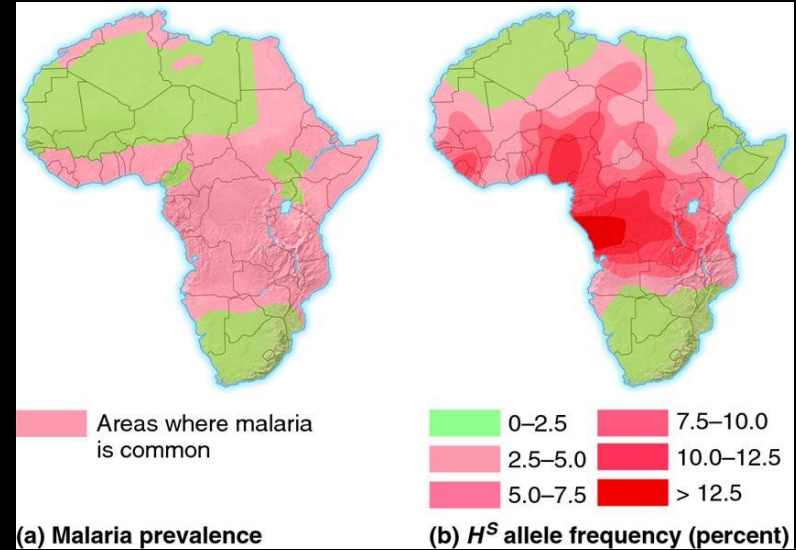 Areas where malaria
is common
(a) Malaria prevalence
0–2.5
2.5–5.0
5.0–7.5
7.5–10.0
10.0–12.5
> 12.5
(b) Hˢ allele frequency (percent)